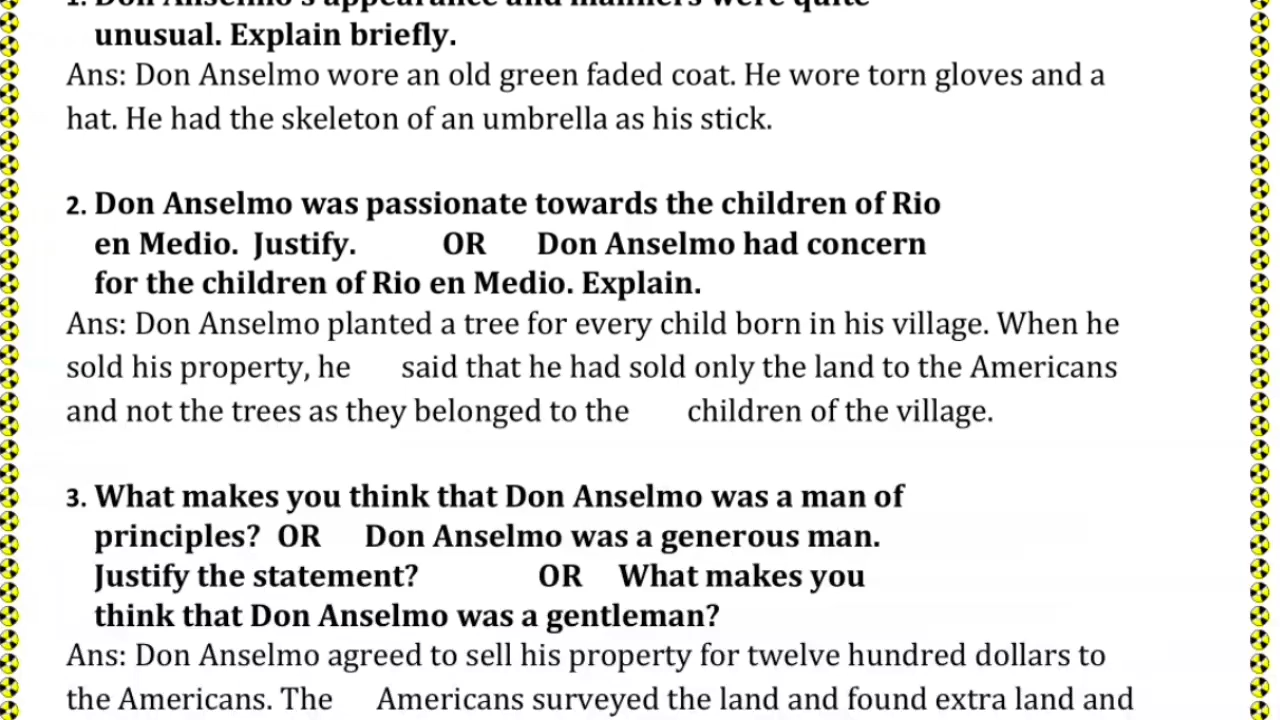 1. Don Anselmo's appearance and manners were quite
unusual. Explain briefly.
Ans: Don Anselmo wore an old green faded coat. He wore torn gloves and a
hat. He had the skeleton of an umbrella as his stick.
2. Don Anselmo was passionate towards the children of Rio
en Medio. Justify. OR Don Anselmo had concern
for the children of Rio en Medio. Explain.
Ans: Don Anselmo planted a tree for every child born in his village. When he
sold his property, he said that he had sold only the land to the Americans
and not the trees as they belonged to the children of the village.
3. What makes you think that Don Anselmo was a man of
principles? OR Don Anselmo was a generous man.
Justify the statement? OR What makes you
think that Don Anselmo was a gentleman?
Ans: Don Anselmo agreed to sell his property for twelve hundred dollars to
the Americans. The Americans surveyed the land and found extra land and